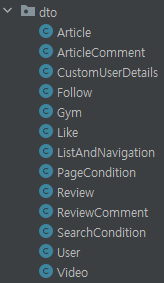 dto
C Article
C ArticleComment
C CustomUserDetails
C Follow
C Gym
C Like
C ListAndNavigation
C PageCondition
C Review
C ReviewComment
C SearchCondition
C User
C Video